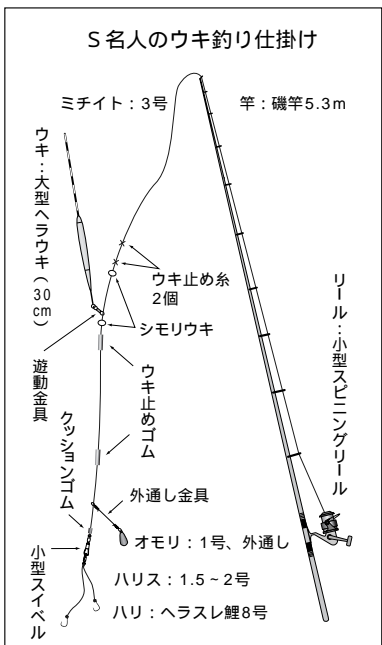 S名人のウキ釣り仕掛け
ミチイト：3号
竿：磯竿5.3m
ウキ：大型ヘラウキ（30cm）
ウキ止め糸
2個
シモリウキ
遊動金具
ウキ止めゴム
リール：小型スピニングリール
クッションゴム
外通し金具
オモリ：1号、外通し
小型スイベル
ハリス：1.5~2号
ハリ：ヘラスレ鯉8号